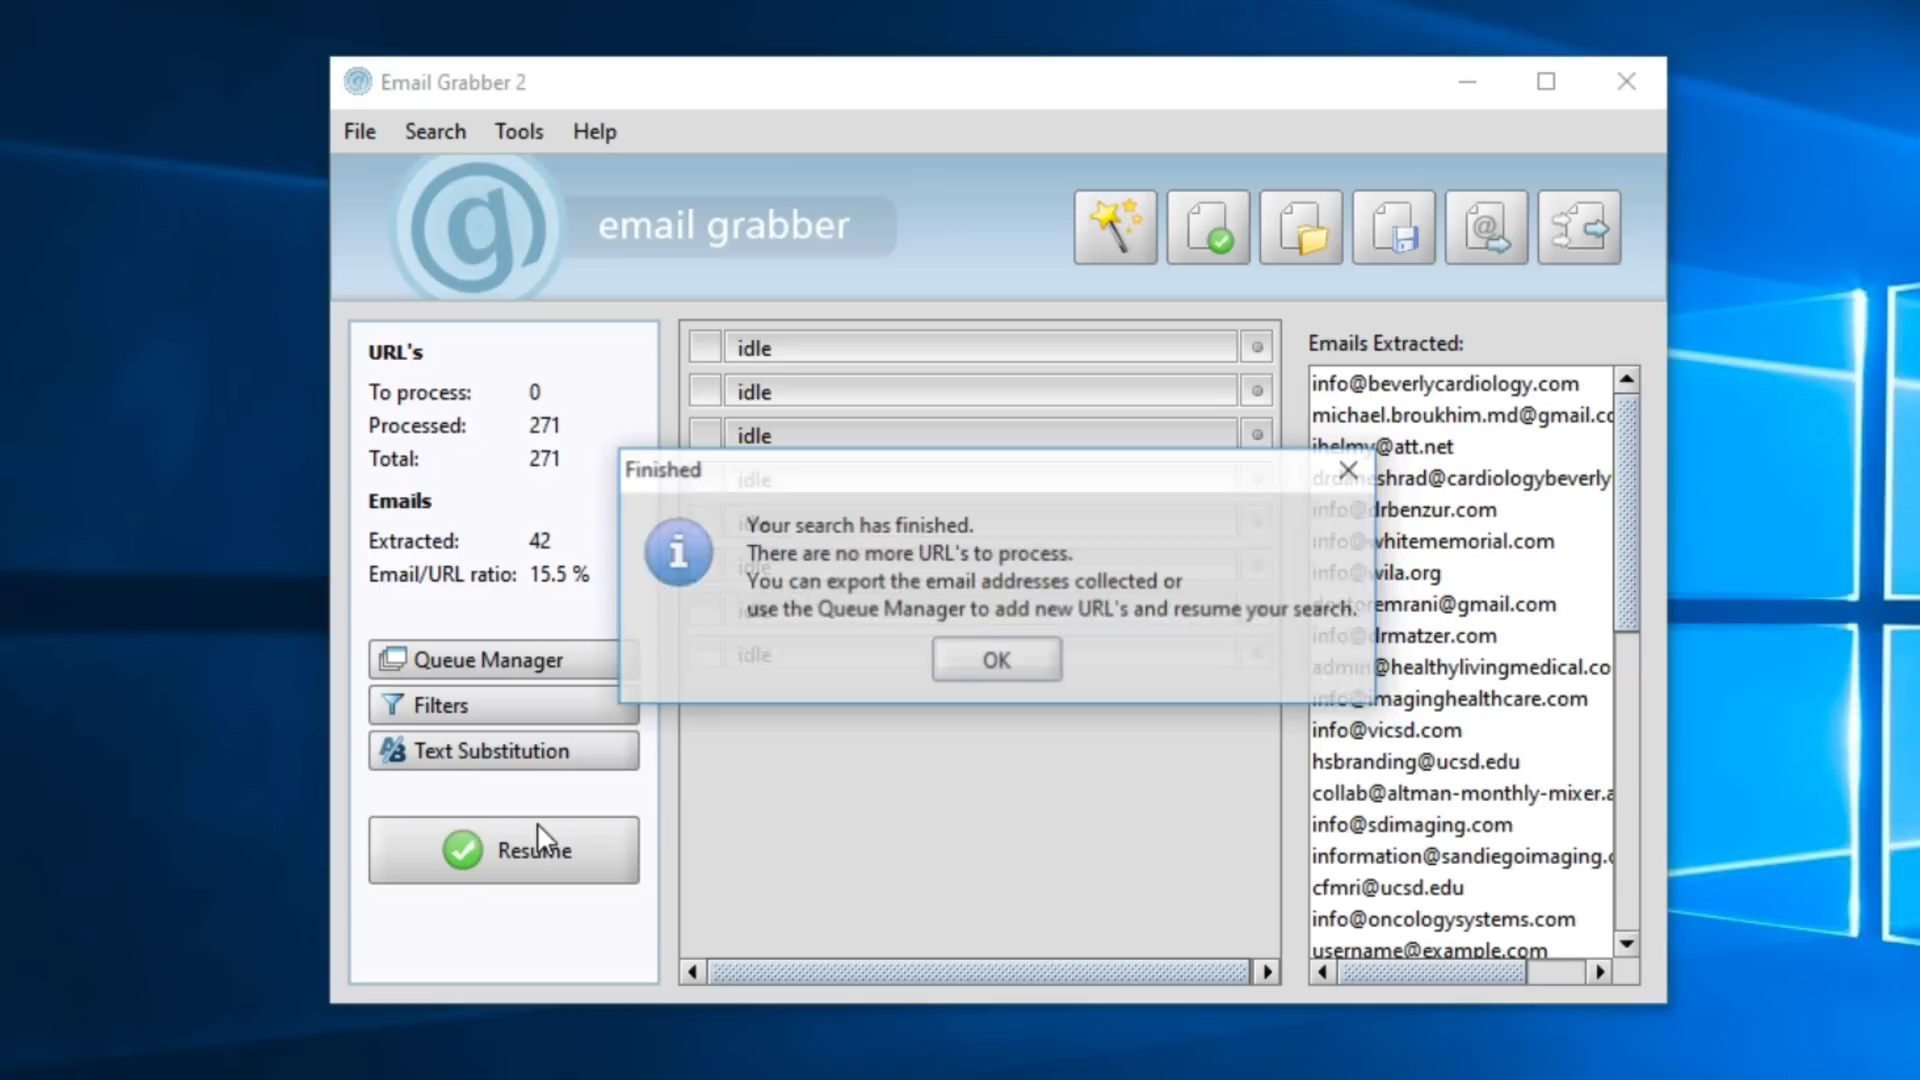 Email Grabber 2
File Search Tools Help
email grabber
URL's
To process: 0
Processed: 271
Total: 271
Emails
Extracted: 42
Email/URL ratio: 15.5 %
Queue Manager
Filters
Text Substitution
Resume
idle
idle
idle
idle
idle
Finished
Your search has finished.
There are no more URL's to process.
You can export the email addresses collected or
use the Queue Manager to add new URL's and resume your search.
OK
Emails Extracted:
info@beverlycardiology.com
michael.broukhim.md@gmail.co
ihelmy@att.net
drdaneshrad@cardiologybeverly
info@drbenzur.com
info@whitememorial.com
info@wila.org
doctoremrani@gmail.com
info@drmatzer.com
admin@healthylivingmedical.co
info@imaginghealthcare.com
info@vicsd.com
hsbranding@ucsd.edu
collab@altman-monthly-mixer.a
info@sdimaging.com
information@sandiegoimaging.c
cfmri@ucsd.edu
info@oncologysystems.com
username@example.com